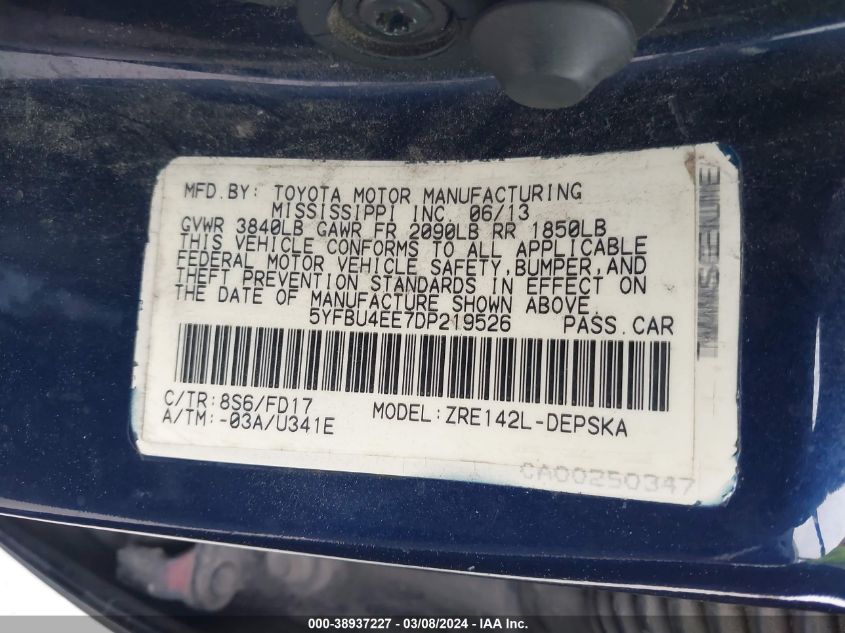 MFD.BY: TOYOTA MOTOR MANUFACTURING
MISSISSIPPI INC. 06/13
GVWR 3840LB GAWR FR 2090LB RR 1850LB
THIS VEHICLE CONFORMS TO ALL APPLICABLE
FEDERAL MOTOR VEHICLE SAFETY, BUMPER, AND
THEFT PREVENTION STANDARDS IN EFFECT ON
THE DATE OF MANUFACTURE SHOWN ABOVE.
5YFBU4EE7DP219526 PASS.CAR
C/TR:8S6/FD17 MODEL: ZRE142L-DEPSKA
A/TM:-03A/U341E
CA00250347
000-38937227 - 03/08/2024 - IAA Inc.